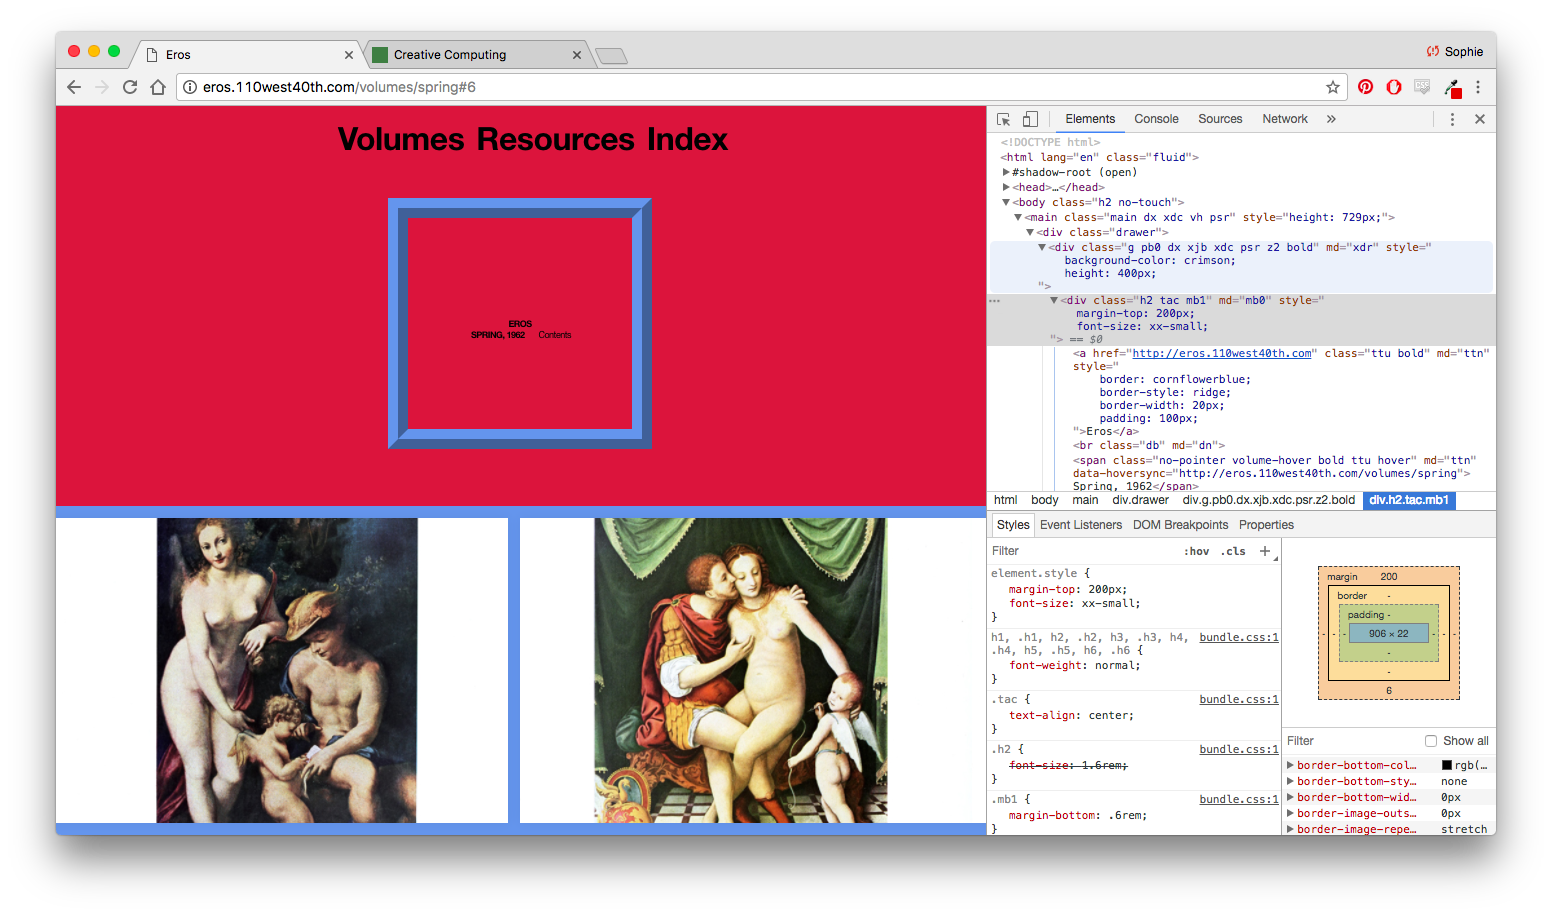 Eros
Creative Computing
Sophie
eros.110west40th.com/volumes/spring#6
Volumes Resources Index
EROS
SPRING, 1962 Contents
Elements Console Sources Network »
<!DOCTYPE html>
<html lang="en" class="fluid">
▶#shadow-root (open)
▶<head>…</head>
▼<body class="h2 no-touch">
▼<main class="main dx xdc vh psr" style="height: 729px;">
▼<div class="drawer">
▼<div class="g pb0 dx xjb xdc psr z2 bold" md="xdr" style="
background-color: crimson;
height: 400px;
">
… ▼<div class="h2 tac mb1" md="mb0" style="
margin-top: 200px;
font-size: xx-small;
"> == $0
<a href="http://eros.110west40th.com" class="ttu bold" md="ttn"
style="
border: cornflowerblue;
border-style: ridge;
border-width: 20px;
padding: 100px;
">Eros</a>
<br class="db" md="dn">
<span class="no-pointer volume-hover bold ttu hover" md="ttn"
data-hoversync="http://eros.110west40th.com/volumes/spring">
Spring, 1962</span>
html body main div.drawer div.g.pb0.dx.xjb.xdc.psr.z2.bold div.h2.tac.mb1
Styles Event Listeners DOM Breakpoints Properties
Filter :hov .cls +
element.style {
margin-top: 200px;
font-size: xx-small;
}
h1, .h1, h2, .h2, h3, .h3, h4, bundle.css:1
.h4, h5, .h5, h6, .h6 {
font-weight: normal;
}
.tac { bundle.css:1
text-align: center;
}
.h2 { bundle.css:1
font-size: 1.6rem;
}
.mb1 { bundle.css:1
margin-bottom: .6rem;
}
margin 200
border -
padding -
- - - 906 × 22 - - -
-
-
6
Filter Show all
▶border-bottom-col… rgb(…
▶border-bottom-sty… none
▶border-bottom-wid… 0px
▶border-image-outs… 0px
▶border-image-repe… stretch